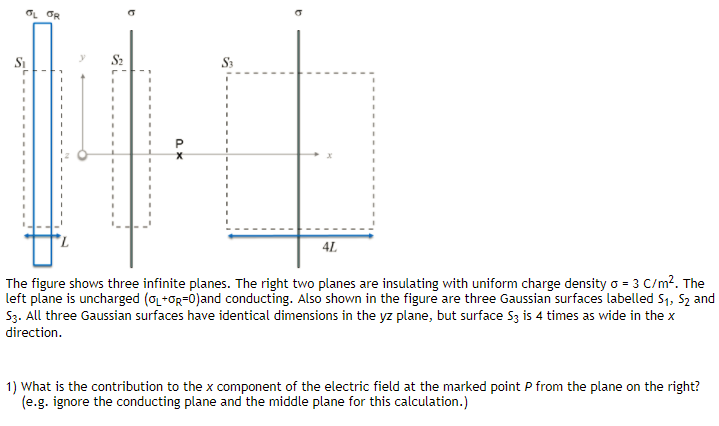 σL σR
σ
σ
S1
y
S2
S3
P
z
x
x
L
4L
The figure shows three infinite planes. The right two planes are insulating with uniform charge density σ = 3 C/m². The
left plane is uncharged (σL+σR=0)and conducting. Also shown in the figure are three Gaussian surfaces labelled S1, S2 and
S3. All three Gaussian surfaces have identical dimensions in the yz plane, but surface S3 is 4 times as wide in the x
direction.
1) What is the contribution to the x component of the electric field at the marked point P from the plane on the right?
(e.g. ignore the conducting plane and the middle plane for this calculation.)